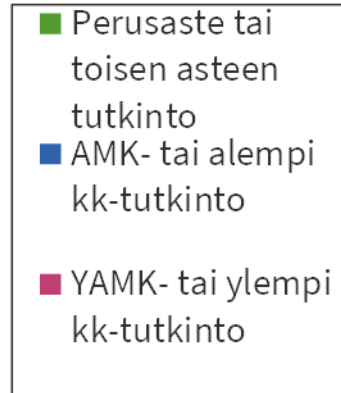 Perusaste tai
toisen asteen
tutkinto
AMK- tai alempi
kk-tutkinto
YAMK- tai ylempi
kk-tutkinto